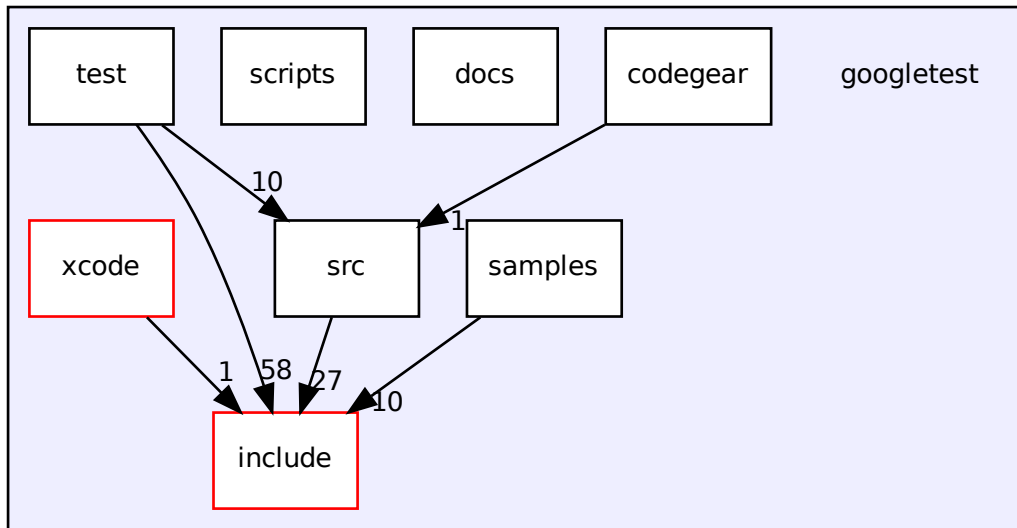 test
scripts
docs
codegear
googletest
10
1
xcode
src
samples
1
58
27
10
include